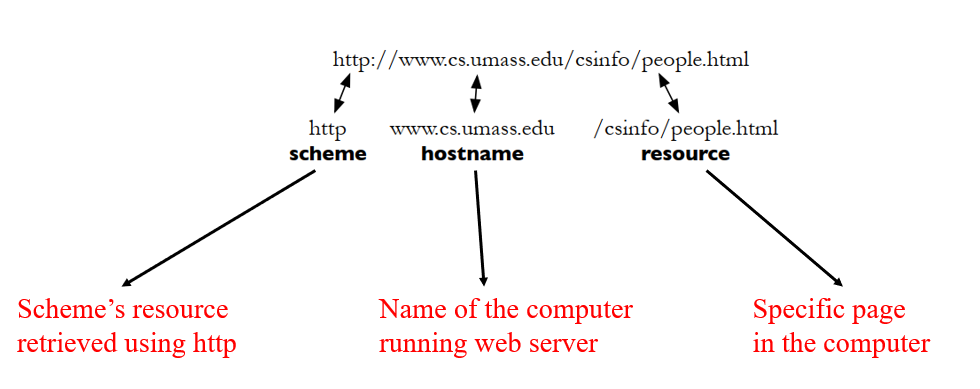 http://www.cs.umass.edu/csinfo/people.html
http www.cs.umass.edu /csinfo/people.html
scheme hostname resource
Scheme’s resource Name of the computer Specific page
retrieved using http running web server in the computer